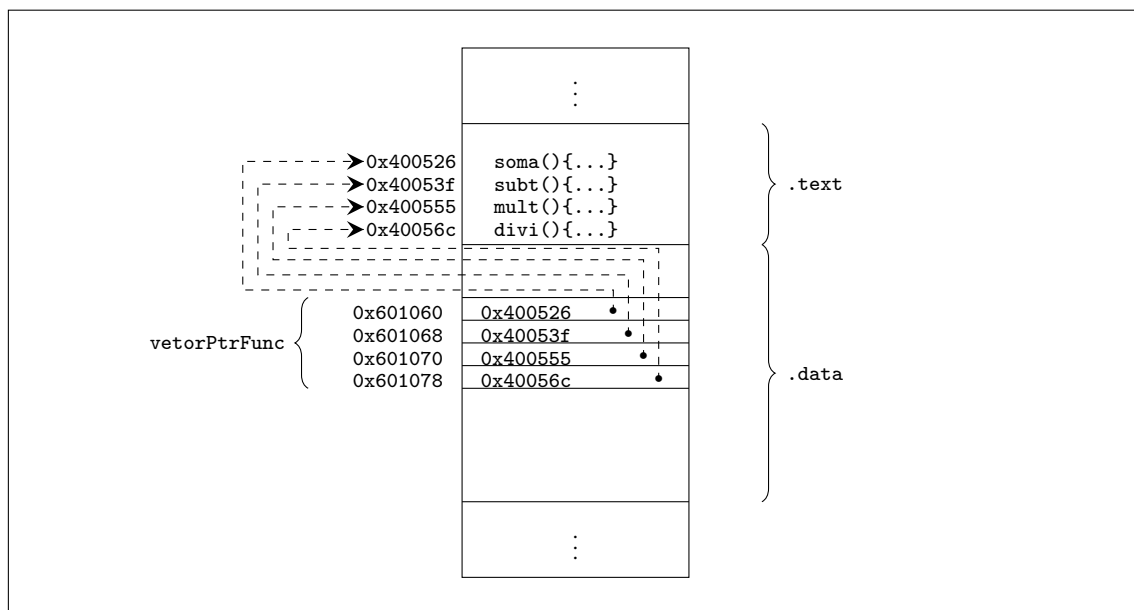 ⋮
0x400526 soma(){...}
0x40053f subt(){...}
.text
0x400555 mult(){...}
0x40056c divi(){...}
0x601060 0x400526
0x601068 0x40053f
vetorPtrFunc
0x601070 0x400555
.data
0x601078 0x40056c
⋮